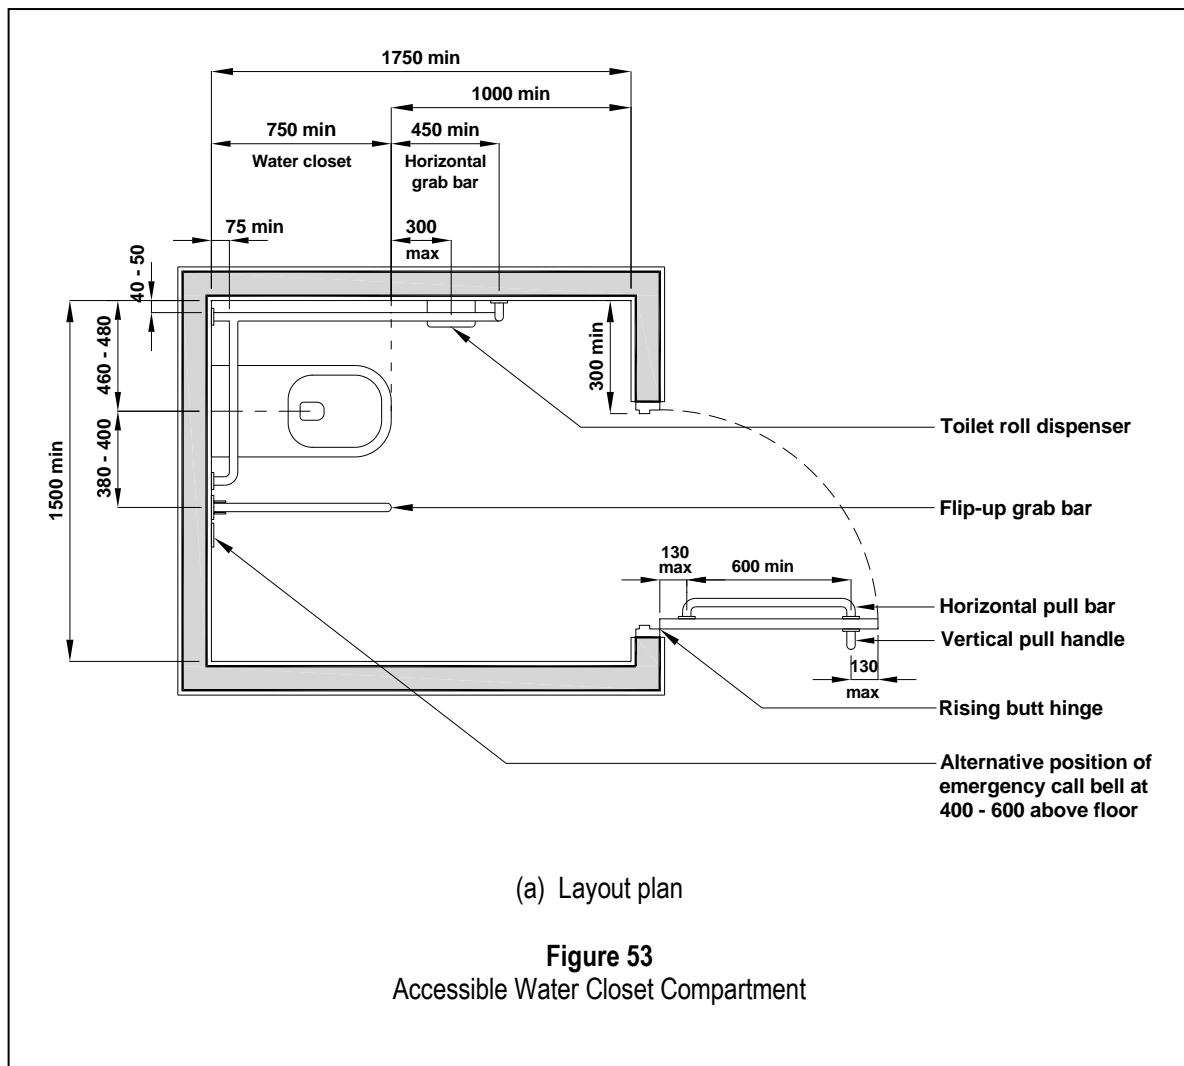 1750 min
1000 min
750 min
450 min
Water closet
Horizontal
grab bar
75 min
300
max
40 - 50
460 - 480
380 - 400
1500 min
300 min
Toilet roll dispenser
Flip-up grab bar
130
max
600 min
Horizontal pull bar
Vertical pull handle
130
max
Rising butt hinge
Alternative position of
emergency call bell at
400 - 600 above floor
(a) Layout plan
Figure 53
Accessible Water Closet Compartment